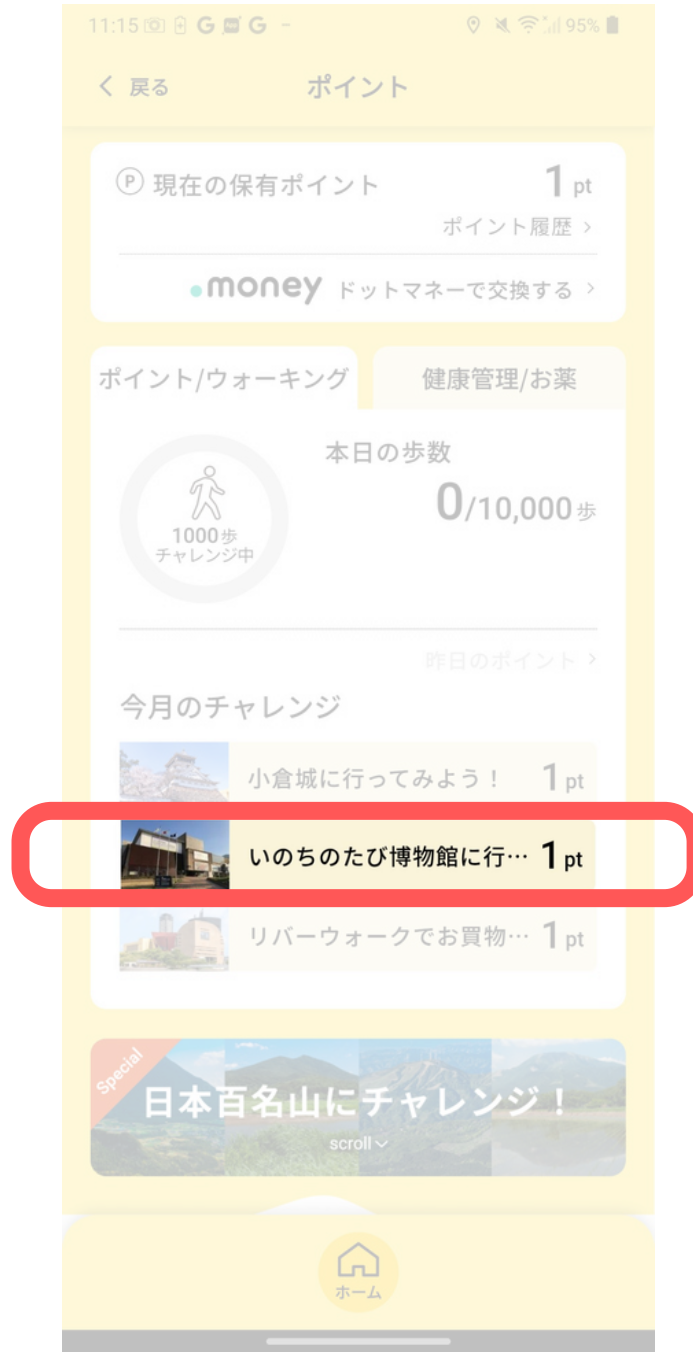 11:15 G G - 95%
戻る ポイント
P 現在の保有ポイント 1 pt
ポイント履歴 >
money ドットマネーで交換する >
ポイント/ウォーキング 健康管理/お薬
本日の歩数
0/10,000歩
1000歩
チャレンジ中
昨日のポイント >
今月のチャレンジ
小倉城に行ってみよう! 1 pt
いのちのたび博物館に行… 1 pt
リバーウォークでお買物… 1 pt
Special
日本百名山にチャレンジ!
scroll
ホーム